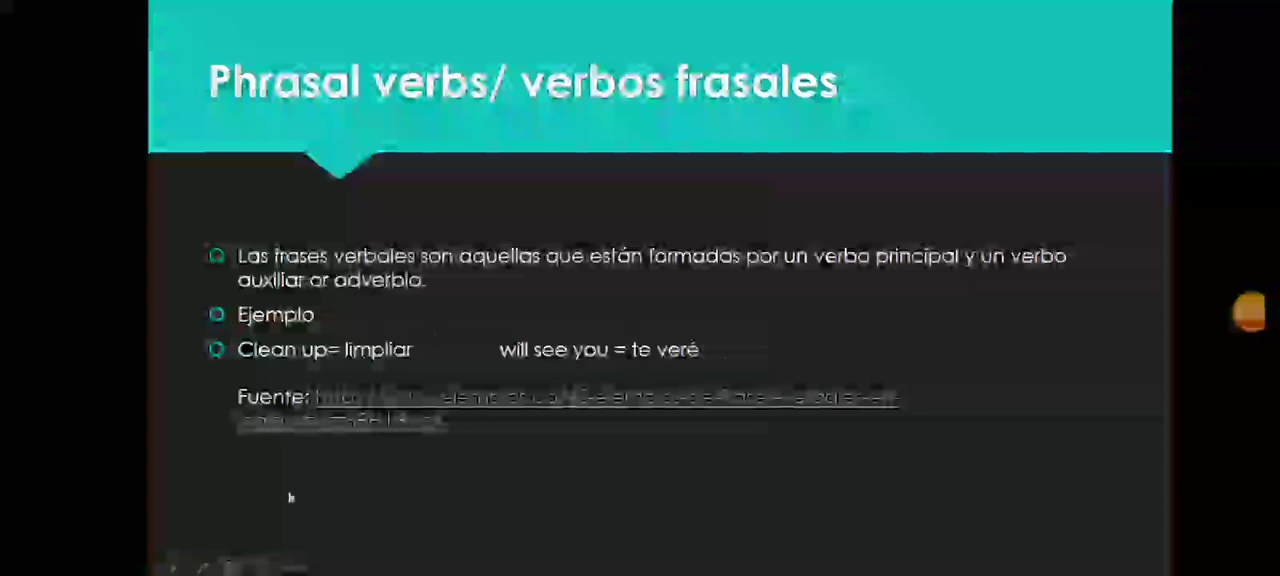 Phrasal verbs/ verbos frasales
Las frases verbales son aquellas que están formadas por un verbo principal y un verbo
auxiliar or adverbio.
Ejemplo
Clean up= limpliar will see you = te veré
Fuente: